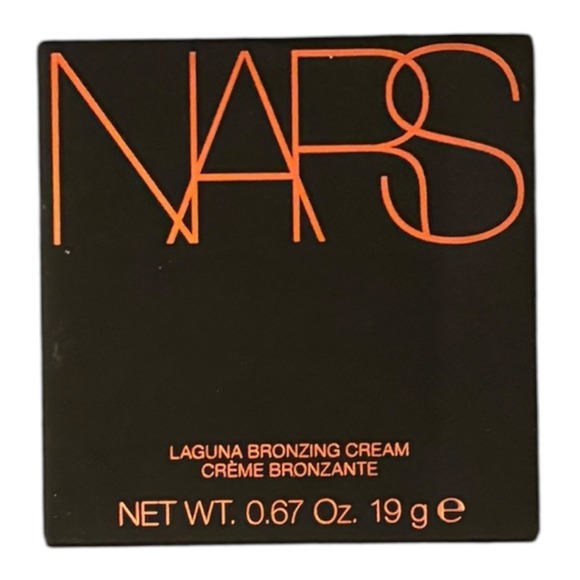 NARS
LAGUNA BRONZING CREAM
CRÈME BRONZANTE
NET WT. 0.67 Oz. 19 g ℮